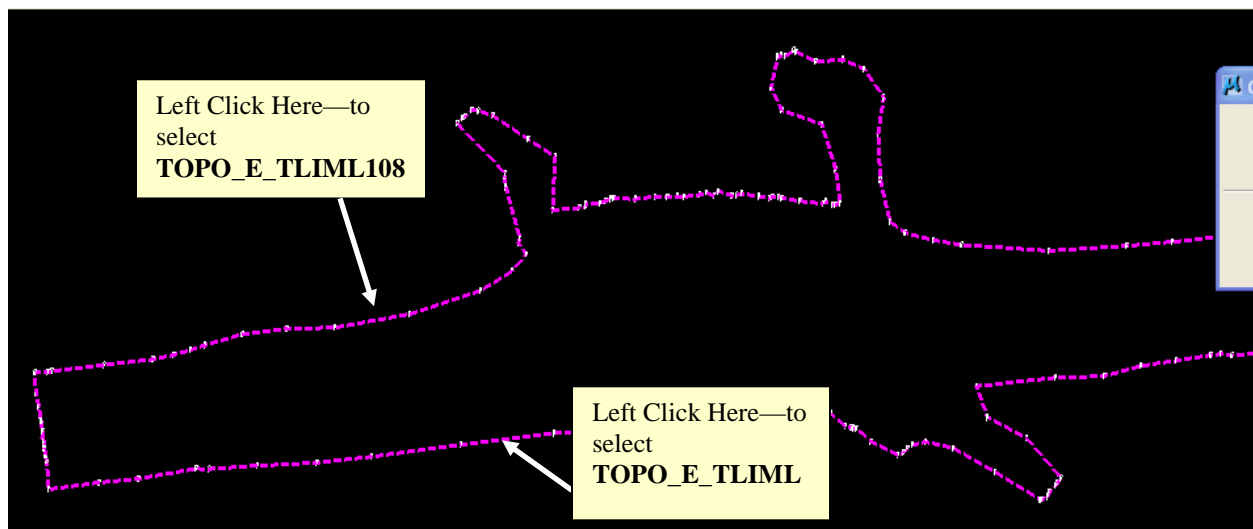 Left Click Here—to
select
TOPO_E_TLIML108
Left Click Here—to
select
TOPO_E_TLIML